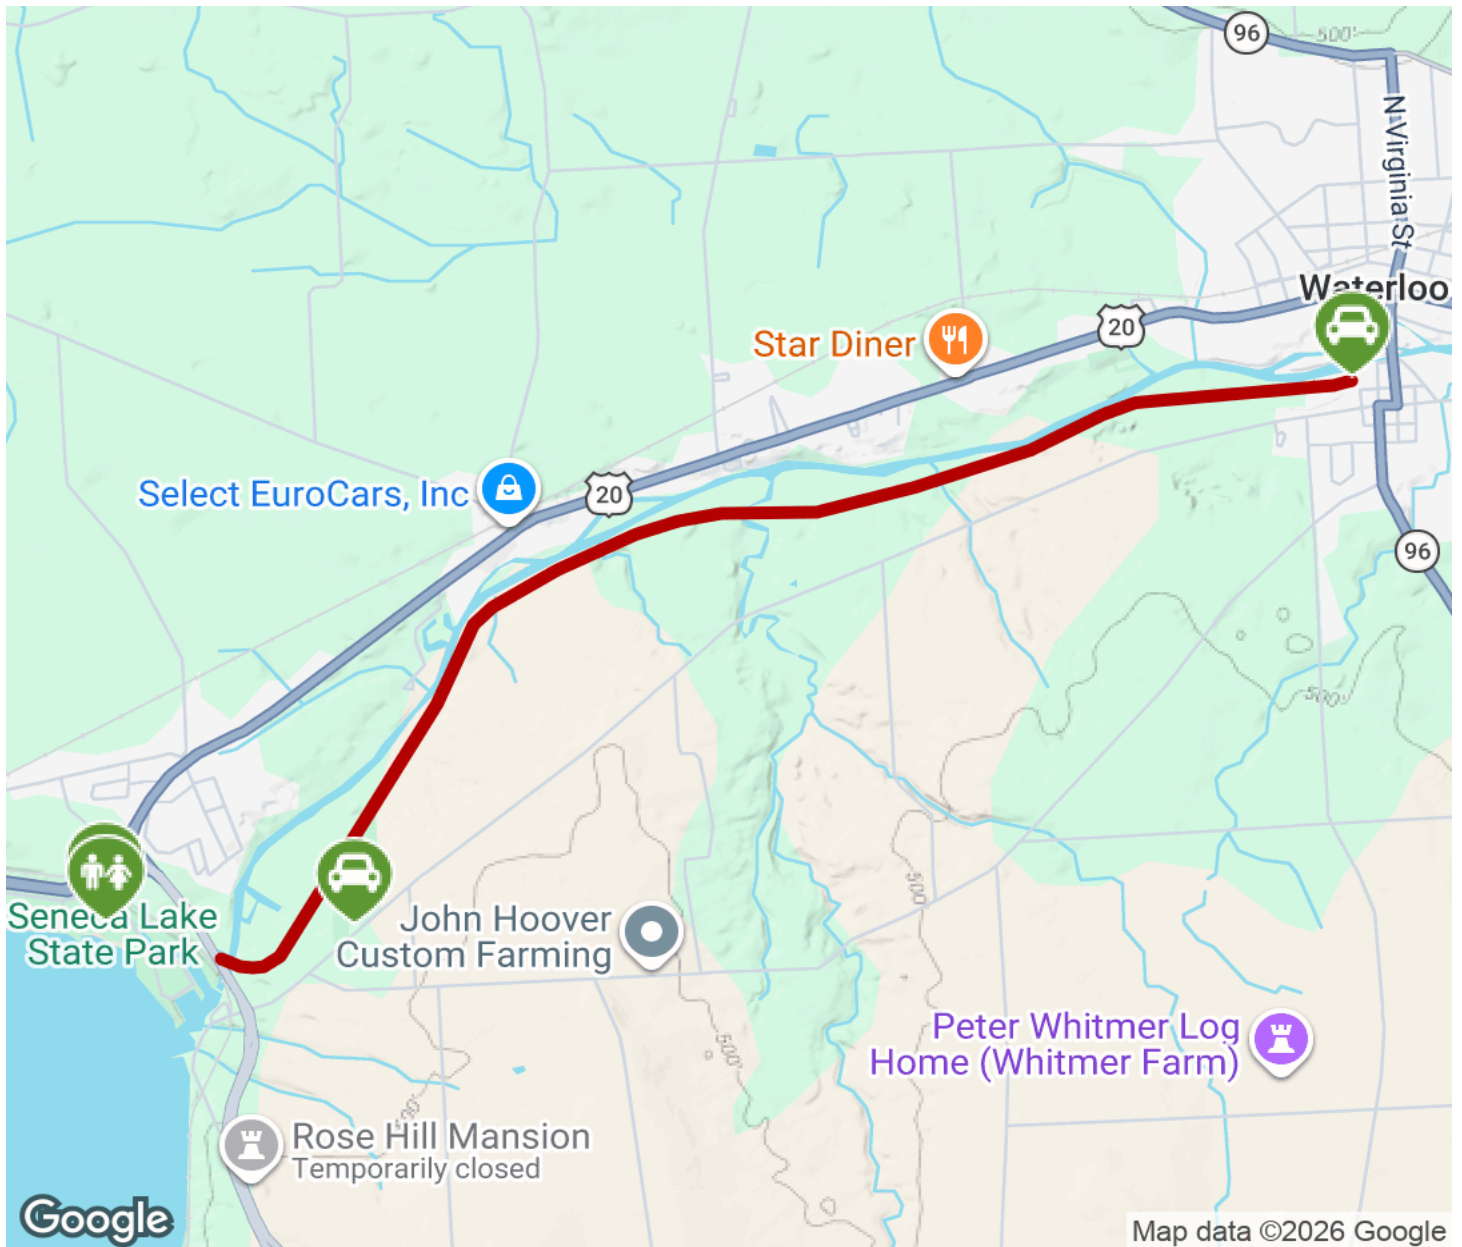 96
500'
N Virginia St
Waterloo
20
Star Diner
Select EuroCars, Inc
20
96
500'
500'
Seneca Lake
State Park
John Hoover
Custom Farming
Peter Whitmer Log
Home (Whitmer Farm)
500'
500'
Rose Hill Mansion
Temporarily closed
Google
Map data ©2026 Google